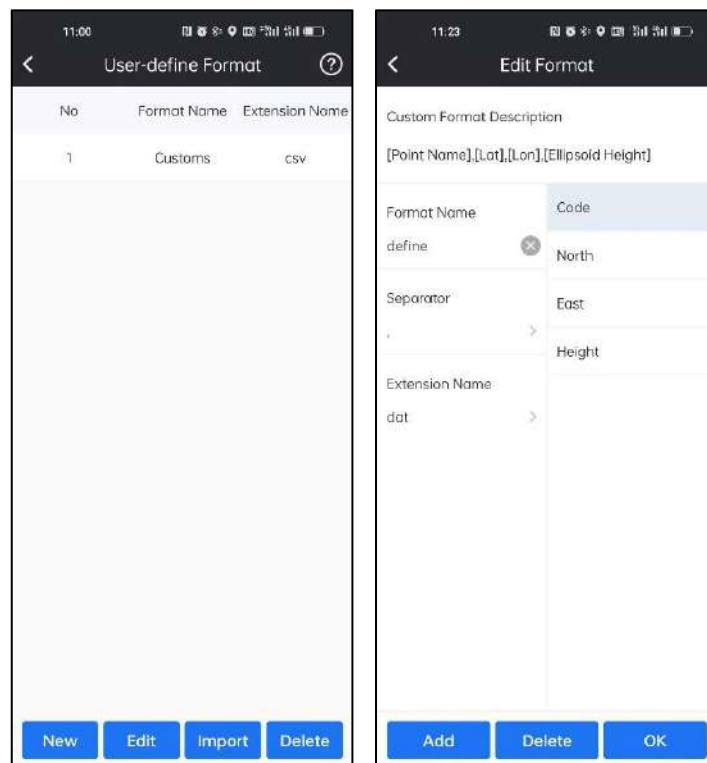 11:00
User-define Format
No Format Name Extension Name
1 Customs csv
New Edit Import Delete
11:23
Edit Format
Custom Format Description
[Point Name],[Lat],[Lon],[Ellipsoid Height]
Format Name
define
Separator
,
Extension Name
dat
Code
North
East
Height
Add Delete OK